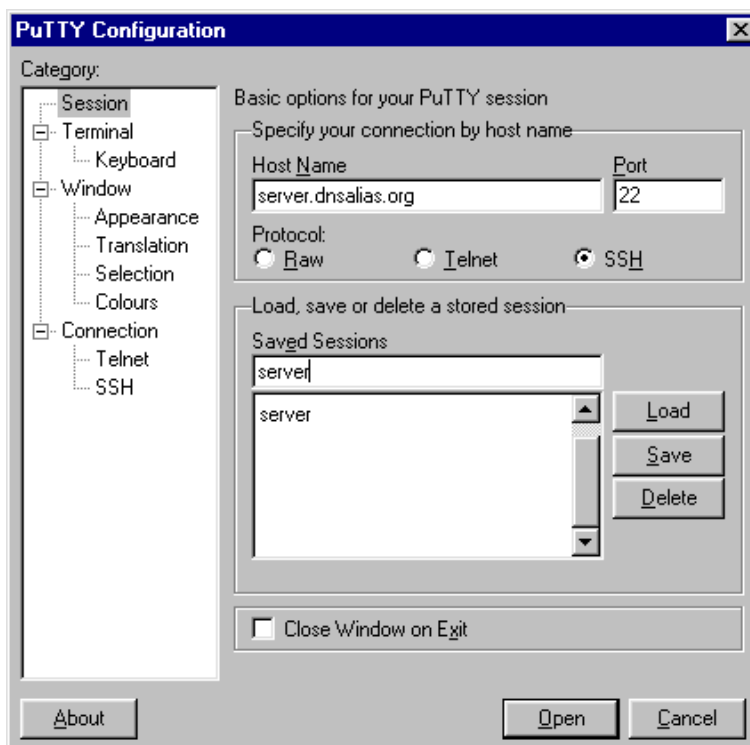 PuTTY Configuration
Category:
Session
Terminal
Keyboard
Window
Appearance
Translation
Selection
Colours
Connection
Telnet
SSH
Basic options for your PuTTY session
Specify your connection by host name
Host Name
Port
server.dnsalias.org
22
Protocol:
Raw
Telnet
SSH
Load, save or delete a stored session
Saved Sessions
server
server
Load
Save
Delete
Close Window on Exit
About
Open
Cancel